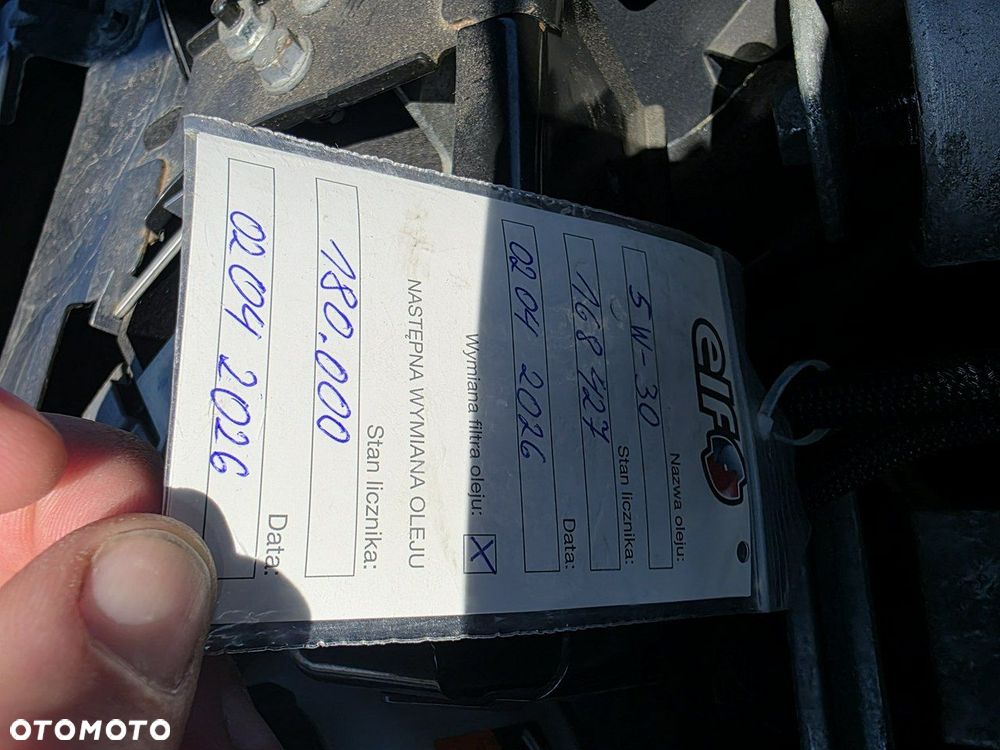 elf
Nazwa oleju:
5W-30
Stan licznika:
168427
Data:
02 04 2026
Wymiana filtra oleju: X
NASTĘPNA WYMIANA OLEJU
Stan licznika:
180.000
Data:
02 04 2026
OTOMOTO